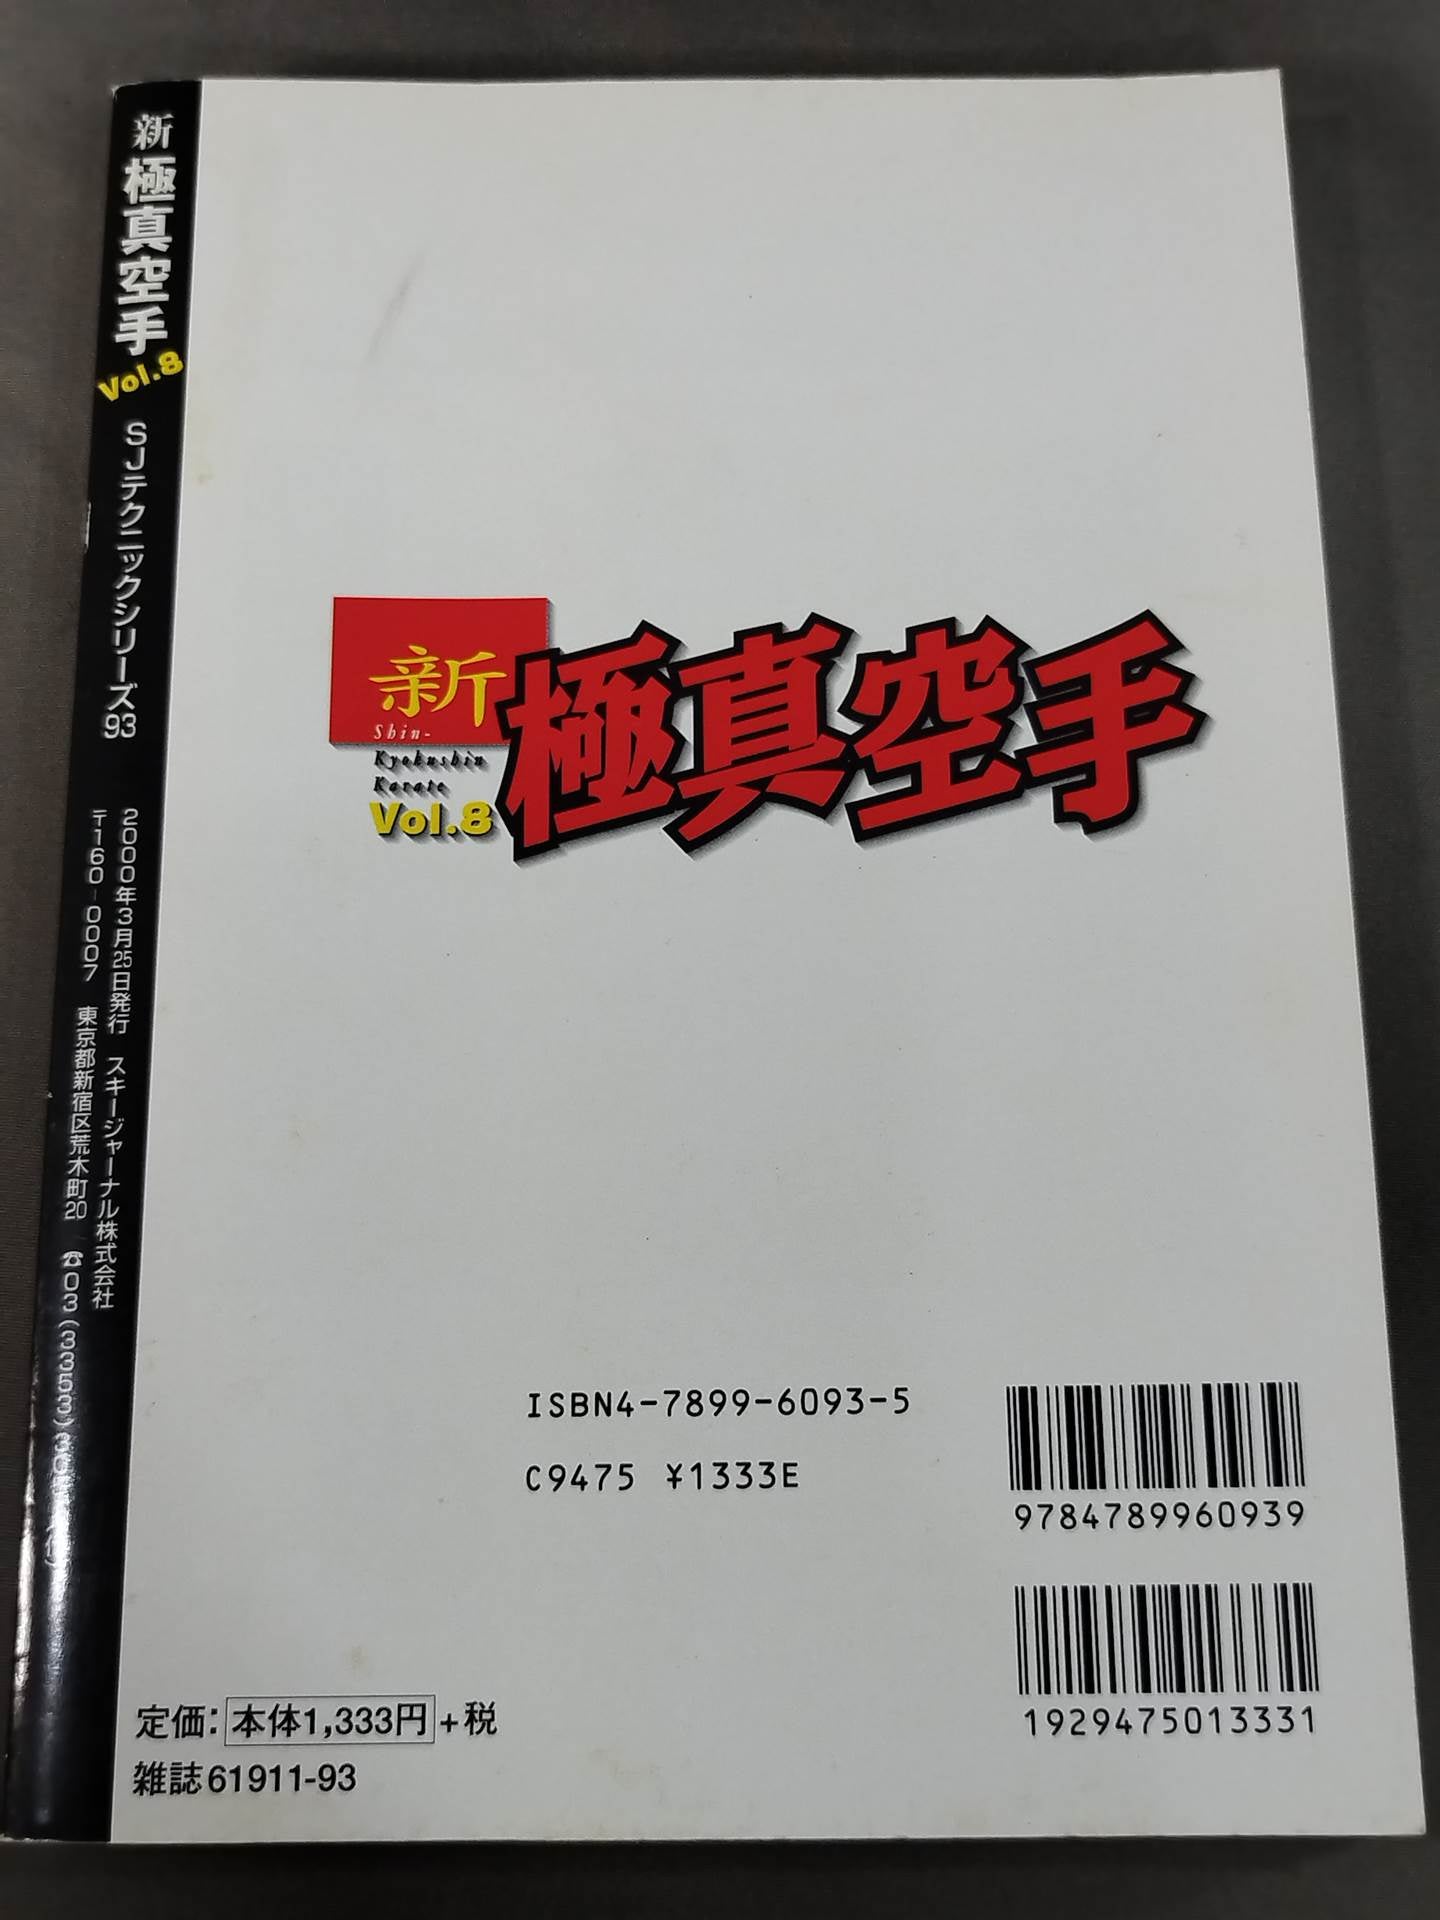 新極真空手
Vol.8
SJテクニックシリーズ93
2000年3月25日発行 スキージャーナル株式会社
〒160-0007 東京都新宿区荒木町20 ☎03(3353)
新極真空手
Shin-
Kyokushin
Karate
Vol.8
ISBN4-7899-6093-5
C9475 ¥1333E
9784789960939
1929475013331
定価:本体1,333円+税
雑誌61911-93